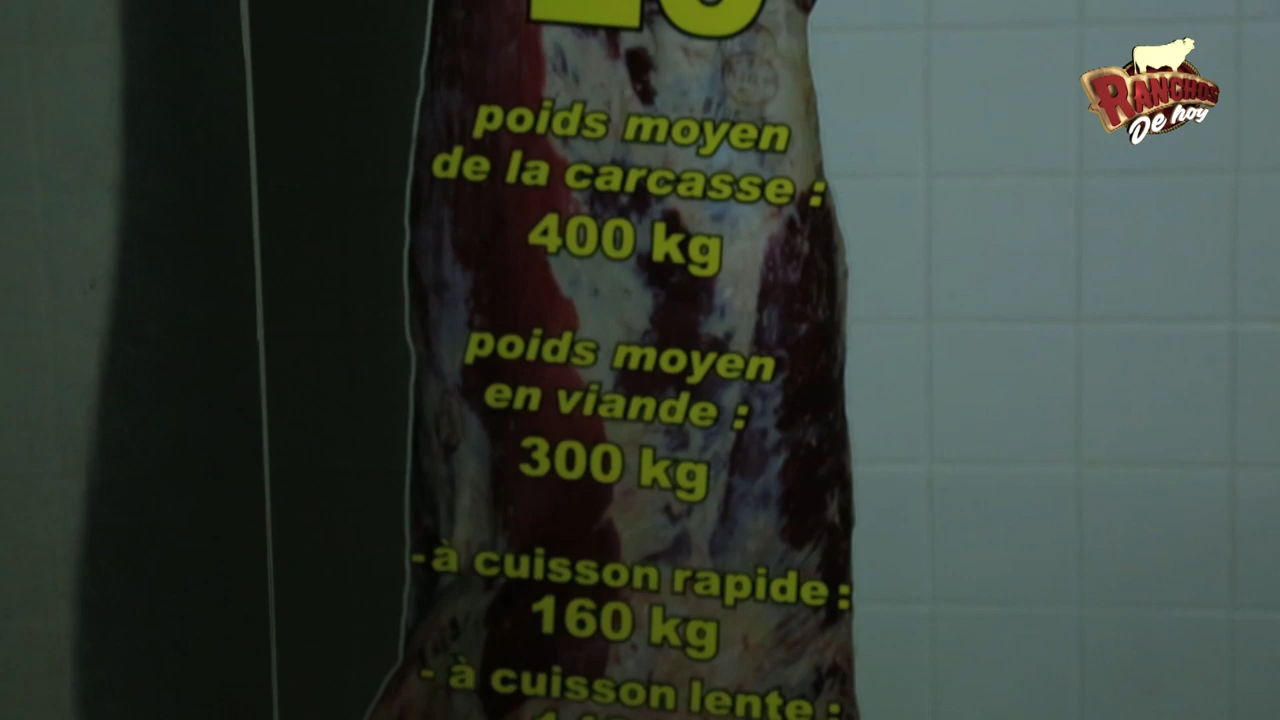 poids moyen
de la carcasse :
400 kg
poids moyen
en viande :
300 kg
- à cuisson rapide :
160 kg
- à cuisson lente :
RANCHOS
De hoy